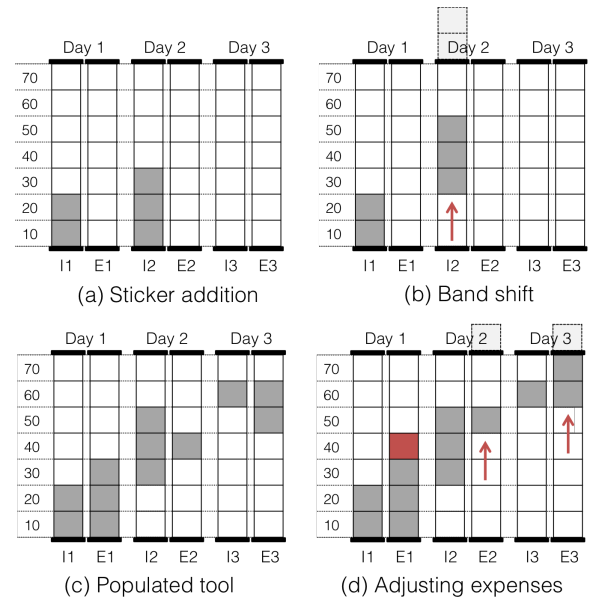 Day 1 Day 2 Day 3
70
60
50
40
30
20
10
I1 E1 I2 E2 I3 E3
(a) Sticker addition
Day 1 Day 2 Day 3
70
60
50
40
30
20
10
I1 E1 I2 E2 I3 E3
(b) Band shift
Day 1 Day 2 Day 3
70
60
50
40
30
20
10
I1 E1 I2 E2 I3 E3
(c) Populated tool
Day 1 Day 2 Day 3
70
60
50
40
30
20
10
I1 E1 I2 E2 I3 E3
(d) Adjusting expenses